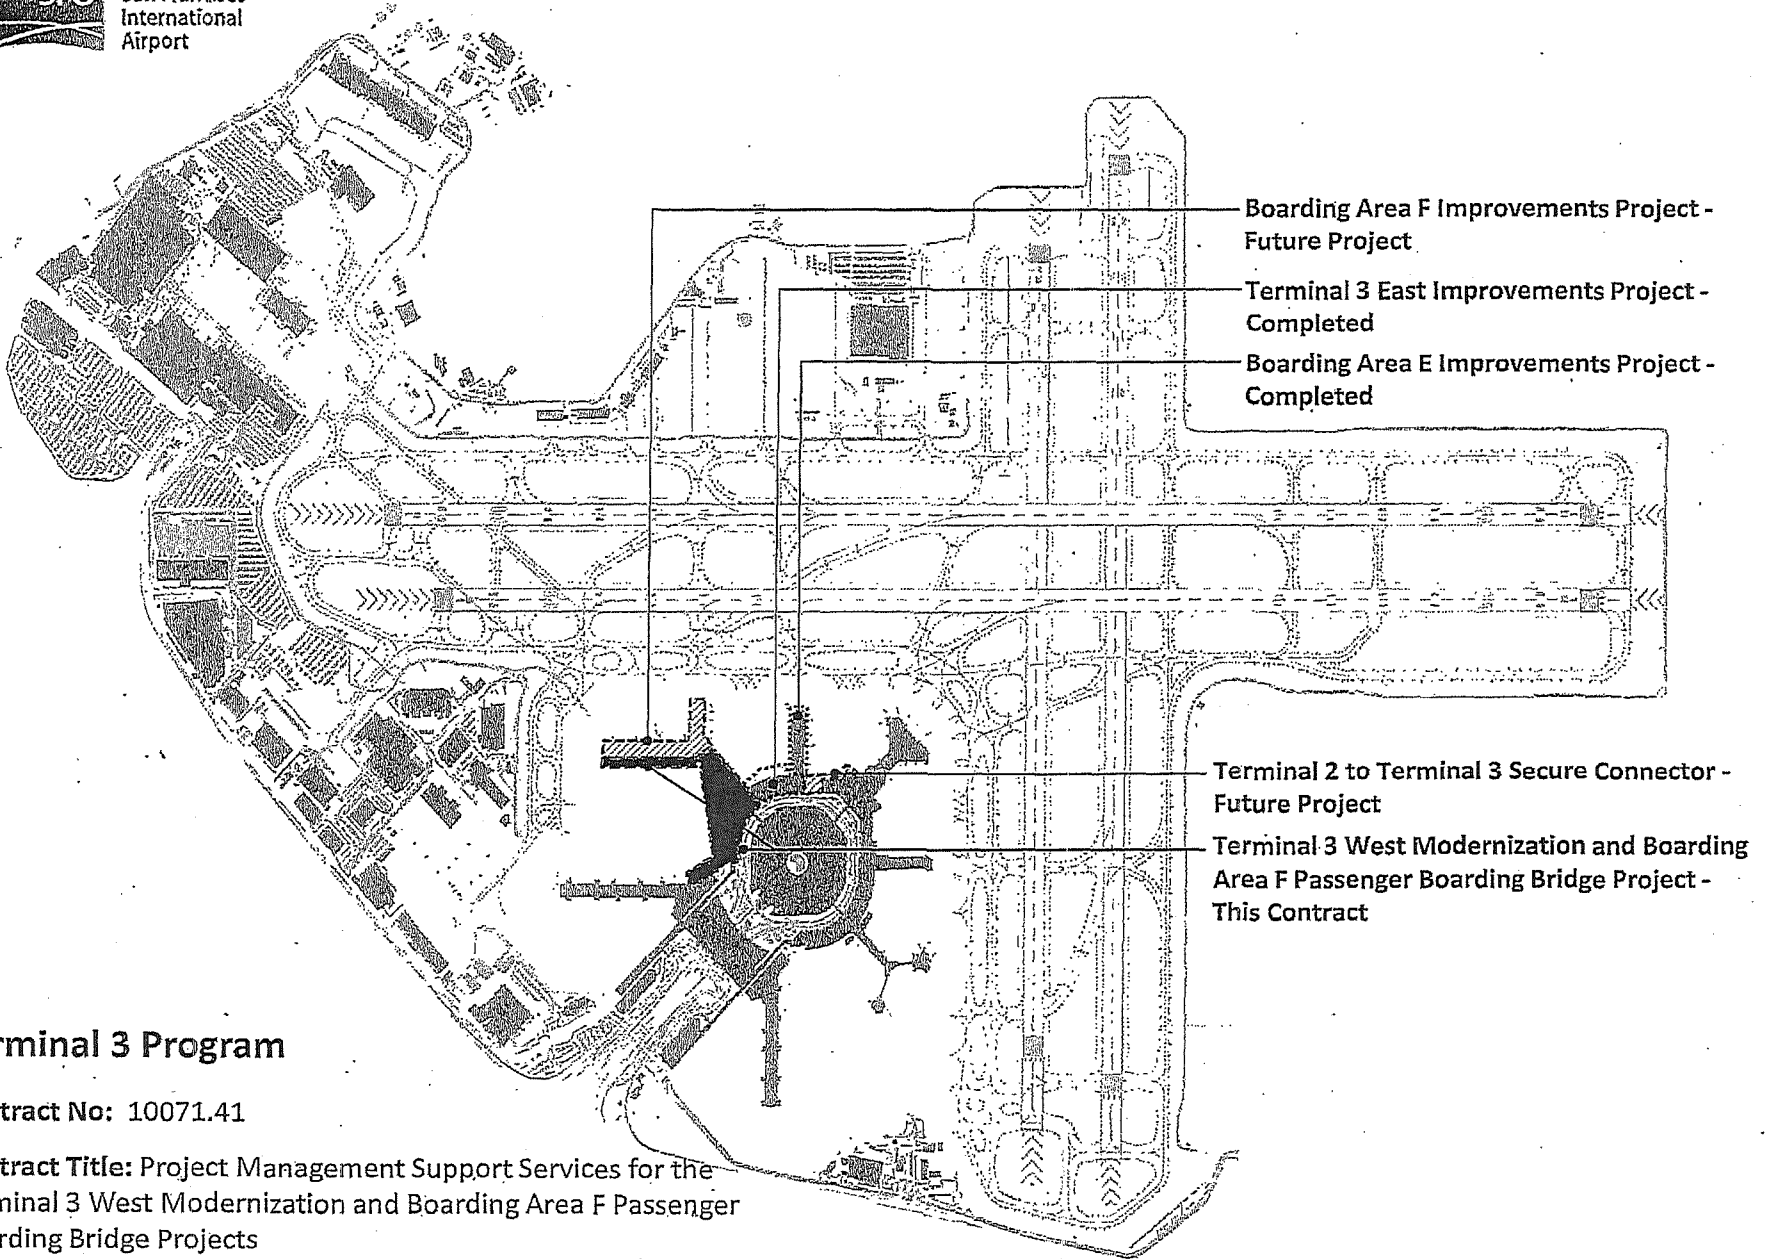 International
Airport
Boarding Area F Improvements Project -
Future Project
Terminal 3 East Improvements Project -
Completed
Boarding Area E Improvements Project -
Completed
Terminal 2 to Terminal 3 Secure Connector -
Future Project
Terminal 3 West Modernization and Boarding
Area F Passenger Boarding Bridge Project -
This Contract
rminal 3 Program
tract No: 10071.41
tract Title: Project Management Support Services for the
minal 3 West Modernization and Boarding Area F Passenger
rding Bridge Projects